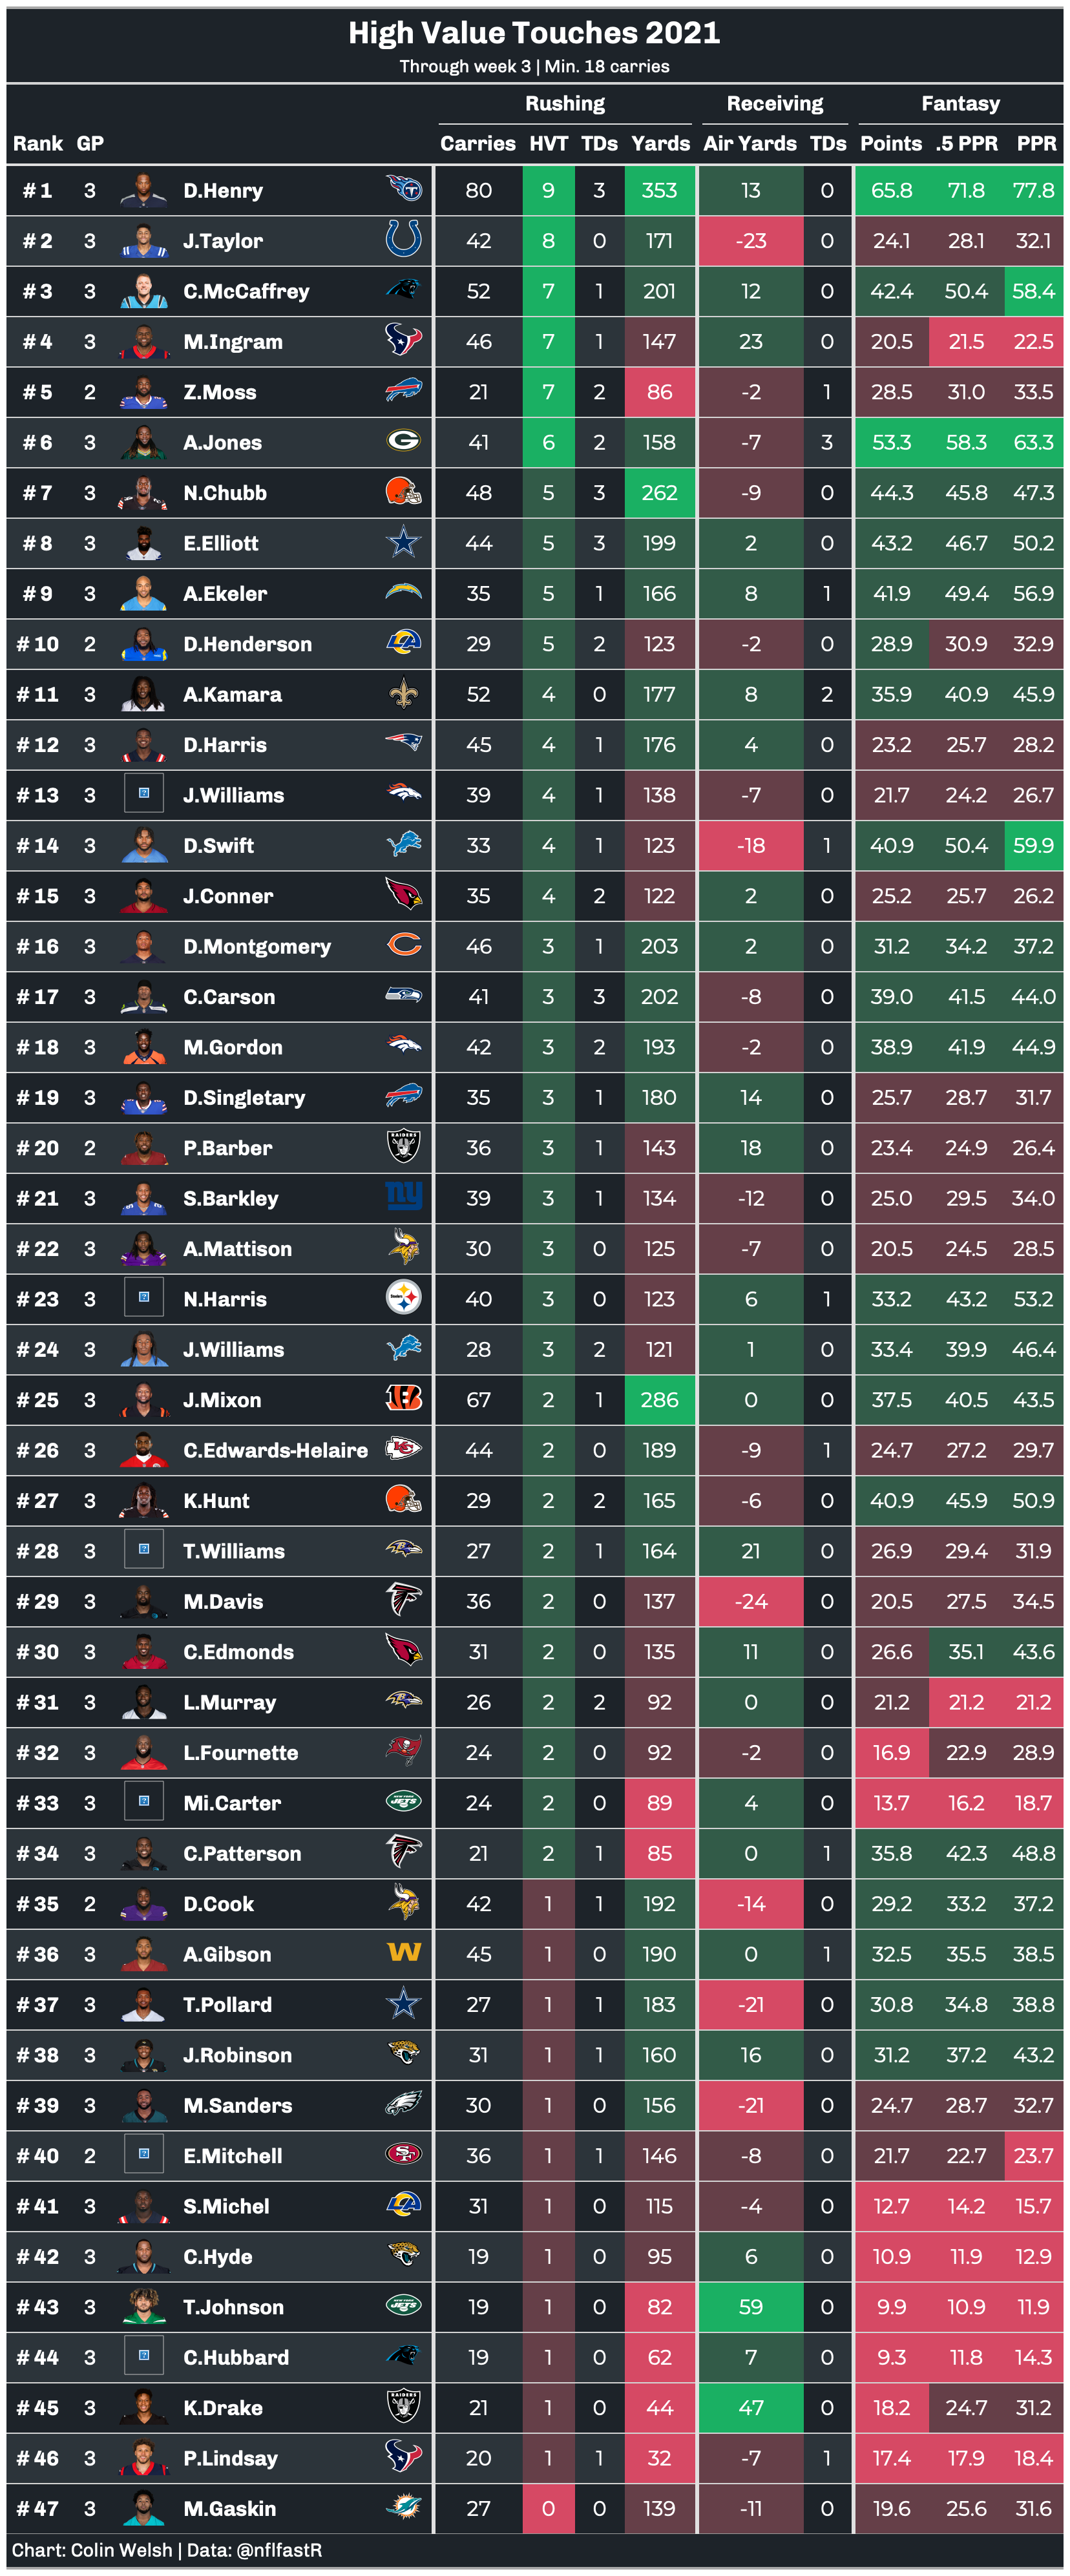 High Value Touches 2021
Through week 3 | Min. 18 carries
Rushing Receiving Fantasy
Rank GP Carries HVT TDs Yards Air Yards TDs Points .5 PPR PPR
# 1 3 D.Henry 80 9 3 353 13 0 65.8 71.8 77.8
# 2 3 J.Taylor 42 8 0 171 -23 0 24.1 28.1 32.1
# 3 3 C.McCaffrey 52 7 1 201 12 0 42.4 50.4 58.4
# 4 3 M.Ingram 46 7 1 147 23 0 20.5 21.5 22.5
# 5 2 Z.Moss 21 7 2 86 -2 1 28.5 31.0 33.5
# 6 3 A.Jones 41 6 2 158 -7 3 53.3 58.3 63.3
# 7 3 N.Chubb 48 5 3 262 -9 0 44.3 45.8 47.3
# 8 3 E.Elliott 44 5 3 199 2 0 43.2 46.7 50.2
# 9 3 A.Ekeler 35 5 1 166 8 1 41.9 49.4 56.9
# 10 2 D.Henderson 29 5 2 123 -2 0 28.9 30.9 32.9
# 11 3 A.Kamara 52 4 0 177 8 2 35.9 40.9 45.9
# 12 3 D.Harris 45 4 1 176 4 0 23.2 25.7 28.2
# 13 3 J.Williams 39 4 1 138 -7 0 21.7 24.2 26.7
# 14 3 D.Swift 33 4 1 123 -18 1 40.9 50.4 59.9
# 15 3 J.Conner 35 4 2 122 2 0 25.2 25.7 26.2
# 16 3 D.Montgomery 46 3 1 203 2 0 31.2 34.2 37.2
# 17 3 C.Carson 41 3 3 202 -8 0 39.0 41.5 44.0
# 18 3 M.Gordon 42 3 2 193 -2 0 38.9 41.9 44.9
# 19 3 D.Singletary 35 3 1 180 14 0 25.7 28.7 31.7
# 20 2 P.Barber RAIDERS 36 3 1 143 18 0 23.4 24.9 26.4
# 21 3 S.Barkley ny 39 3 1 134 -12 0 25.0 29.5 34.0
# 22 3 A.Mattison 30 3 0 125 -7 0 20.5 24.5 28.5
# 23 3 N.Harris Steelers 40 3 0 123 6 1 33.2 43.2 53.2
# 24 3 J.Williams 28 3 2 121 1 0 33.4 39.9 46.4
# 25 3 J.Mixon 67 2 1 286 0 0 37.5 40.5 43.5
# 26 3 C.Edwards-Helaire KC 44 2 0 189 -9 1 24.7 27.2 29.7
# 27 3 K.Hunt 29 2 2 165 -6 0 40.9 45.9 50.9
# 28 3 T.Williams 27 2 1 164 21 0 26.9 29.4 31.9
# 29 3 M.Davis 36 2 0 137 -24 0 20.5 27.5 34.5
# 30 3 C.Edmonds 31 2 0 135 11 0 26.6 35.1 43.6
# 31 3 L.Murray 26 2 2 92 0 0 21.2 21.2 21.2
# 32 3 L.Fournette 24 2 0 92 -2 0 16.9 22.9 28.9
# 33 3 Mi.Carter JETS 24 2 0 89 4 0 13.7 16.2 18.7
# 34 3 C.Patterson 21 2 1 85 0 1 35.8 42.3 48.8
# 35 2 D.Cook 42 1 1 192 -14 0 29.2 33.2 37.2
# 36 3 A.Gibson W 45 1 0 190 0 1 32.5 35.5 38.5
# 37 3 T.Pollard 27 1 1 183 -21 0 30.8 34.8 38.8
# 38 3 J.Robinson 31 1 1 160 16 0 31.2 37.2 43.2
# 39 3 M.Sanders 30 1 0 156 -21 0 24.7 28.7 32.7
# 40 2 E.Mitchell SF 36 1 1 146 -8 0 21.7 22.7 23.7
# 41 3 S.Michel LA 31 1 0 115 -4 0 12.7 14.2 15.7
# 42 3 C.Hyde 19 1 0 95 6 0 10.9 11.9 12.9
# 43 3 T.Johnson JETS 19 1 0 82 59 0 9.9 10.9 11.9
# 44 3 C.Hubbard 19 1 0 62 7 0 9.3 11.8 14.3
# 45 3 K.Drake RAIDERS 21 1 0 44 47 0 18.2 24.7 31.2
# 46 3 P.Lindsay 20 1 1 32 -7 1 17.4 17.9 18.4
# 47 3 M.Gaskin 27 0 0 139 -11 0 19.6 25.6 31.6
Chart: Colin Welsh | Data: @nflfastR